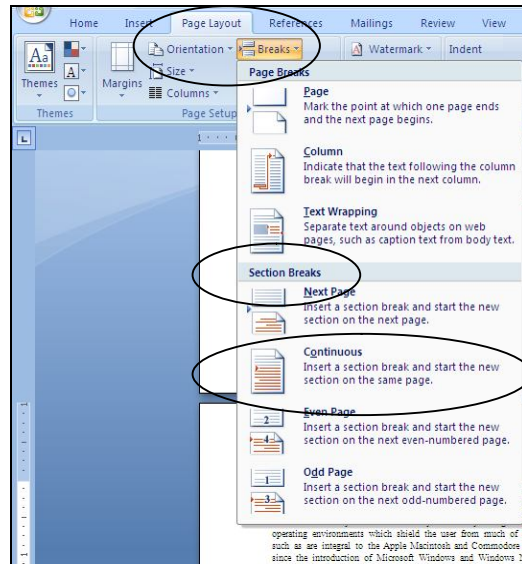 Home Insert Page Layout References Mailings Review View
Themes
Margins
Orientation
Size
Columns
Breaks
Watermark
Indent
Themes
Page Setup
Page Breaks
Page
Mark the point at which one page ends
and the next page begins.
Column
Indicate that the text following the column
break will begin in the next column.
Text Wrapping
Separate text around objects on web
pages, such as caption text from body text.
Section Breaks
Next Page
Insert a section break and start the new
section on the next page.
Continuous
Insert a section break and start the new
section on the same page.
Even Page
Insert a section break and start the new
section on the next even-numbered page.
Odd Page
Insert a section break and start the new
section on the next odd-numbered page.
operating environments which shield the user from much of
such as are integral to the Apple Macintosh and Commodore
since the introduction of Microsoft Windows and Windows